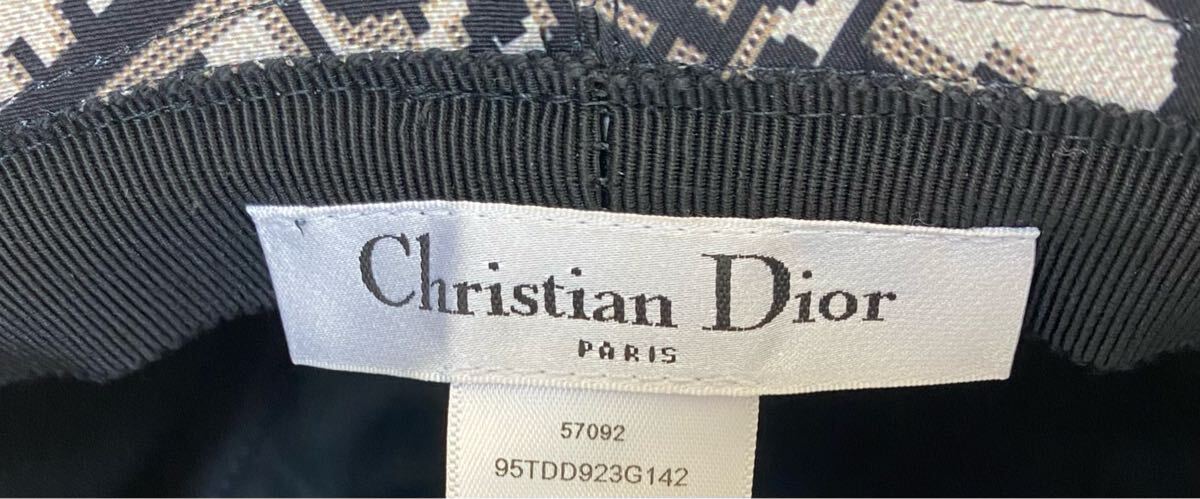 Christian Dior
PARIS
57092
95TDD923G142